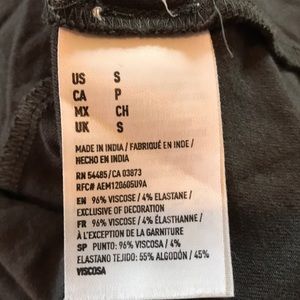 US S
CA P
MX CH
UK S
MADE IN INDIA / FABRIQUÉ EN INDE /
HECHO EN INDIA
RN 54485/CA 03873
RFC# AEM120605U9A
EN 96% VISCOSE / 4% ELASTANE /
EXCLUSIVE OF DECORATION
FR 96% VISCOSE / 4% ÉLASTHANNE /
À L'EXCEPTION DE LA GARNITURE
SP PUNTO: 96% VISCOSA / 4%
ELASTANO TEJIDO: 55% ALGODÓN / 45%
VISCOSA